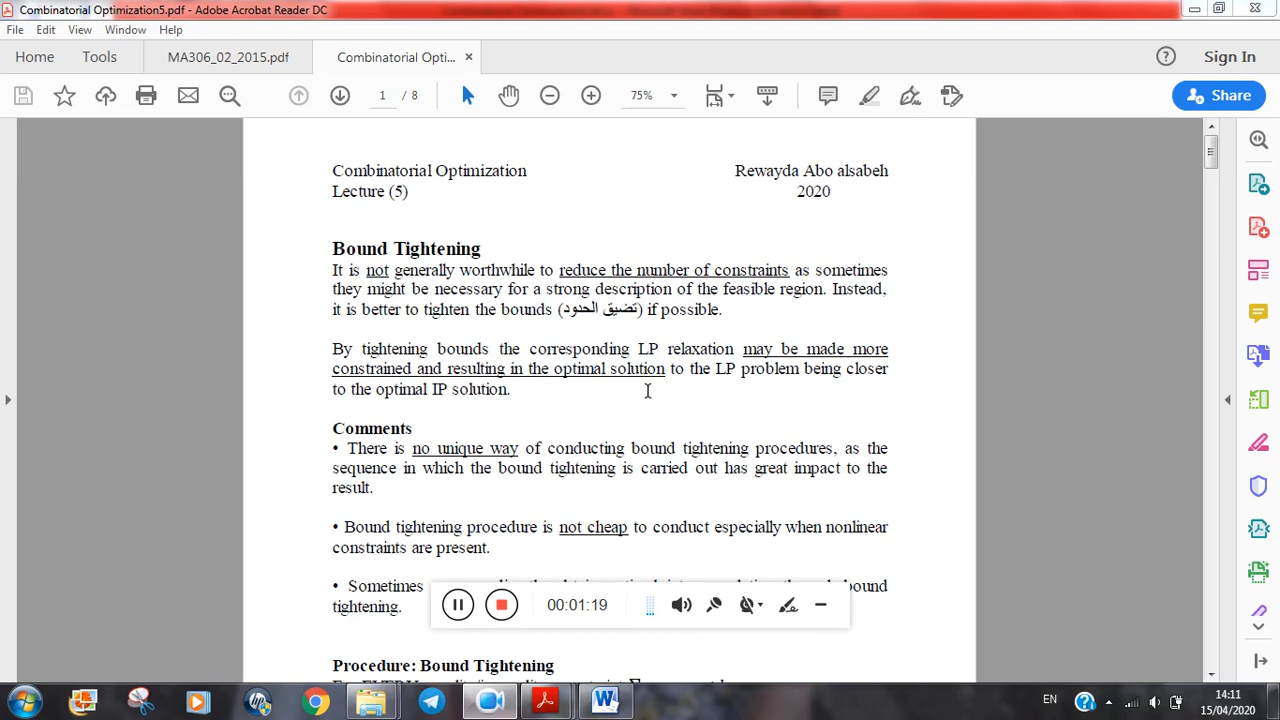 Combinatorial Optimization5.pdf - Adobe Acrobat Reader DC
File Edit View Window Help
Home Tools MA306_02_2015.pdf Combinatorial Opti... × Sign In
1 / 8 75% Share
Combinatorial Optimization Rewayda Abo alsabeh
Lecture (5) 2020
Bound Tightening
It is not generally worthwhile to reduce the number of constraints as sometimes
they might be necessary for a strong description of the feasible region. Instead,
it is better to tighten the bounds (تضيق الحدود) if possible.
By tightening bounds the corresponding LP relaxation may be made more
constrained and resulting in the optimal solution to the LP problem being closer
to the optimal IP solution.
Comments
• There is no unique way of conducting bound tightening procedures, as the
sequence in which the bound tightening is carried out has great impact to the
result.
• Bound tightening procedure is not cheap to conduct especially when nonlinear
constraints are present.
• Sometimes bound
tightening.
00:01:19
Procedure: Bound Tightening
EN 14:11
15/04/2020